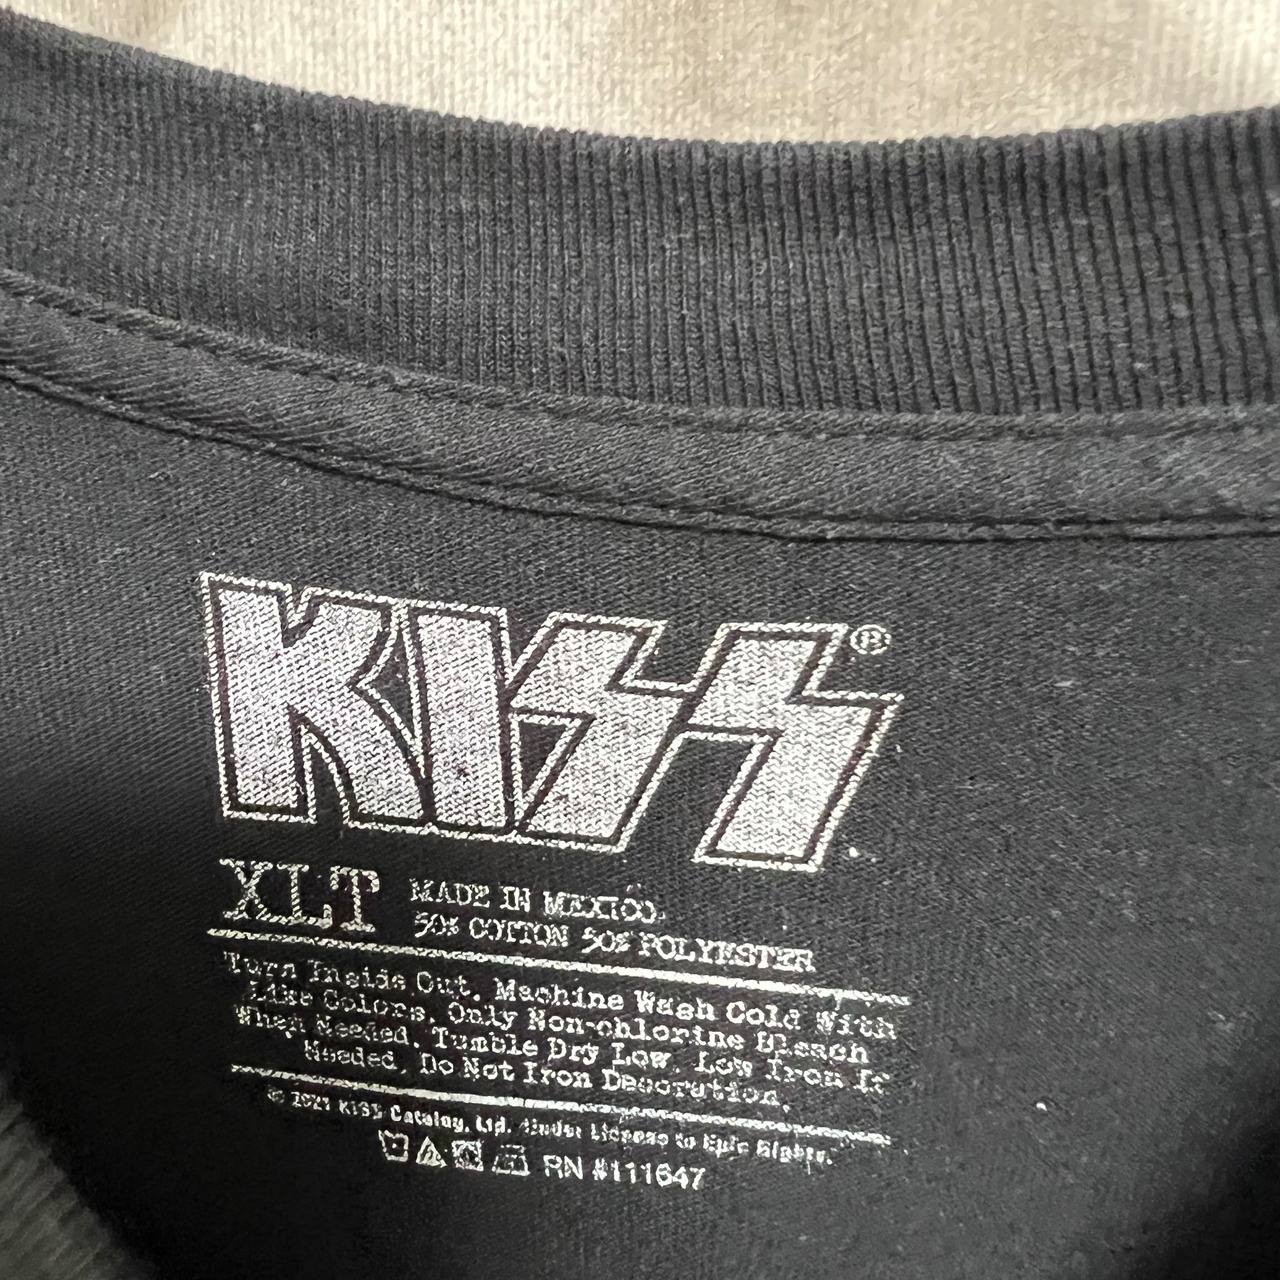 KISS®
XLT
MADE IN MEXICO.
50% COTTON 50% POLYESTER
Turn Inside Out. Machine Wash Cold With
Like Colors. Only Non-chlorine Bleach
When Needed. Tumble Dry Low. Low Iron If
Needed. Do Not Iron Decoration.
© 2021 KISS Catalog, Ltd. Under License to Epic Rights.
RN #111647